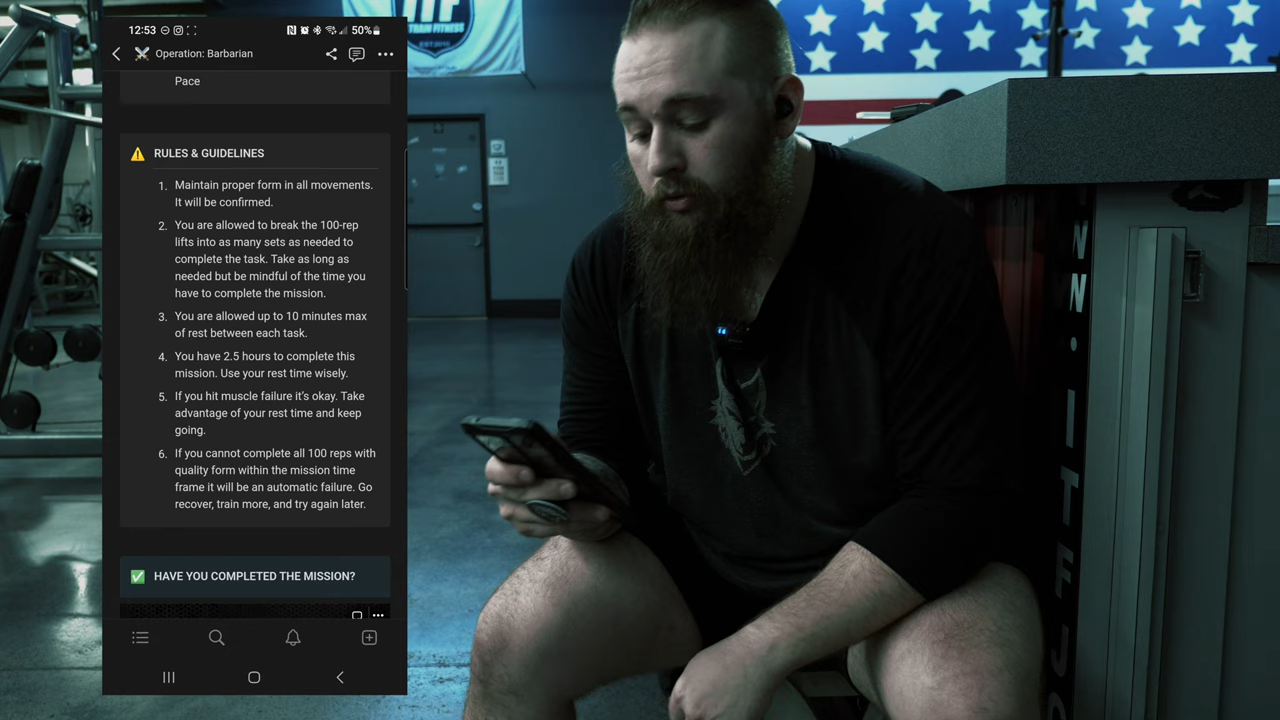 12:53
50%
Operation: Barbarian
Pace
RULES & GUIDELINES
1. Maintain proper form in all movements.
It will be confirmed.
2. You are allowed to break the 100-rep
lifts into as many sets as needed to
complete the task. Take as long as
needed but be mindful of the time you
have to complete the mission.
3. You are allowed up to 10 minutes max
of rest between each task.
4. You have 2.5 hours to complete this
mission. Use your rest time wisely.
5. If you hit muscle failure it's okay. Take
advantage of your rest time and keep
going.
6. If you cannot complete all 100 reps with
quality form within the mission time
frame it will be an automatic failure. Go
recover, train more, and try again later.
HAVE YOU COMPLETED THE MISSION?
TRAIN FITNESS